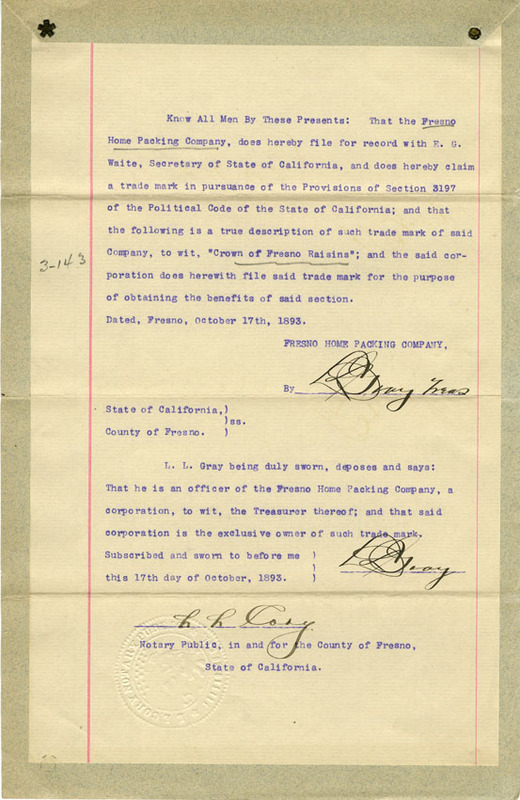 Know All Men By These Presents: That the Fresno
Home Packing Company, does hereby file for record with E. G.
Waite, Secretary of State of California, and does hereby claim
a trade mark in pursuance of the Provisions of Section 3197
of the Political Code of the State of California; and that
the following is a true description of such trade mark of said
Company, to wit, "Crown of Fresno Raisins"; and the said cor-
3-143
poration does herewith file said trade mark for the purpose
of obtaining the benefits of said section.
Dated, Fresno, October 17th, 1893.
FRESNO HOME PACKING COMPANY,
By L L Gray Treas
State of California,)
)ss.
County of Fresno. )
L. L. Gray being duly sworn, deposes and says:
That he is an officer of the Fresno Home Packing Company, a
corporation, to wit, the Treasurer thereof; and that said
corporation is the exclusive owner of such trade mark.
Subscribed and sworn to before me )
) L L Gray
this 17th day of October, 1893. )
L L Cory
Notary Public, in and for the County of Fresno,
State of California.